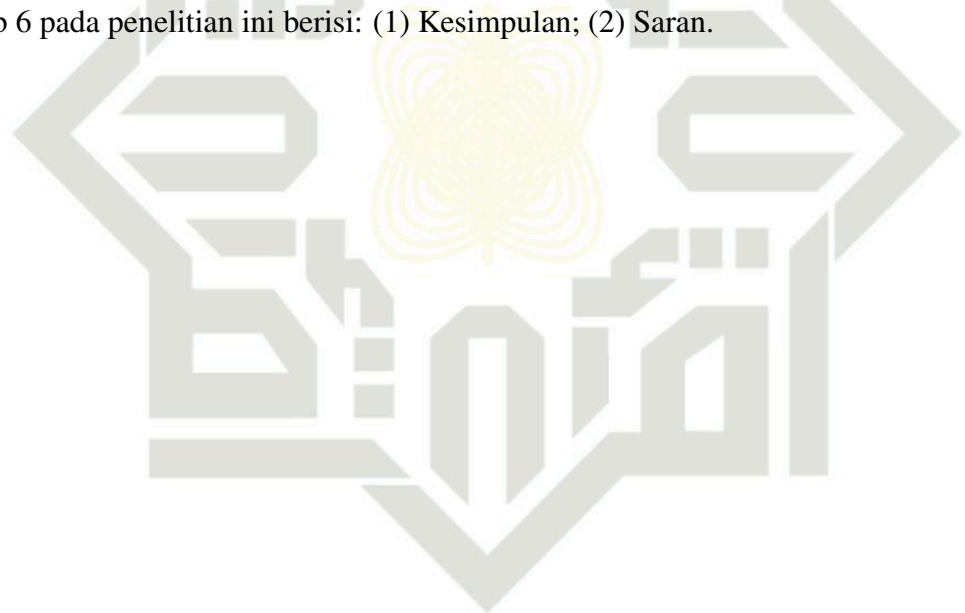 6 pada penelitian ini berisi: (1) Kesimpulan; (2) Saran.